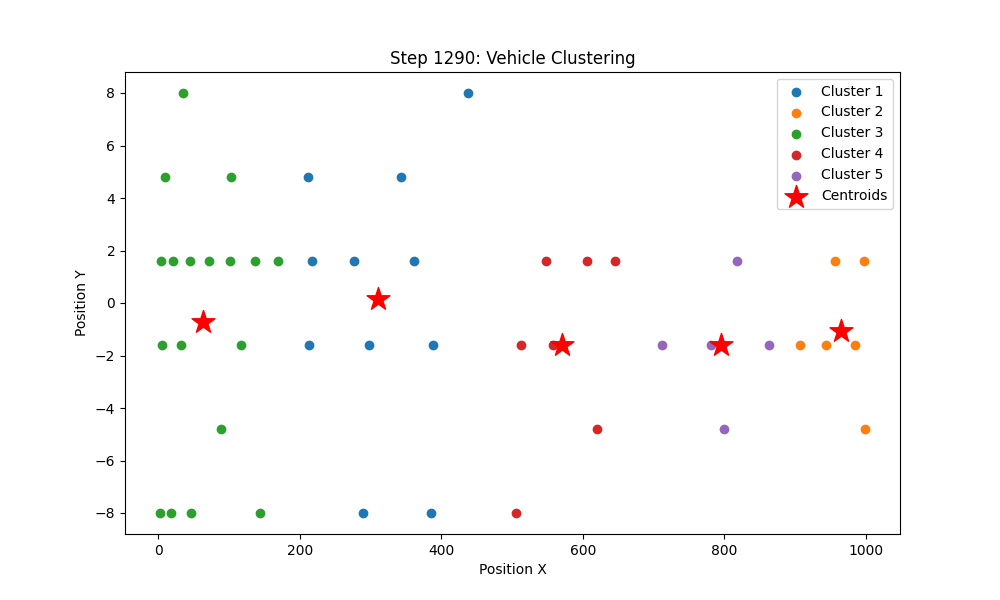 Step 1290: Vehicle Clustering
Cluster 1
Cluster 2
Cluster 3
Cluster 4
Cluster 5
Centroids
Position Y
8
6
4
2
0
−2
−4
−6
−8
0 200 400 600 800 1000
Position X